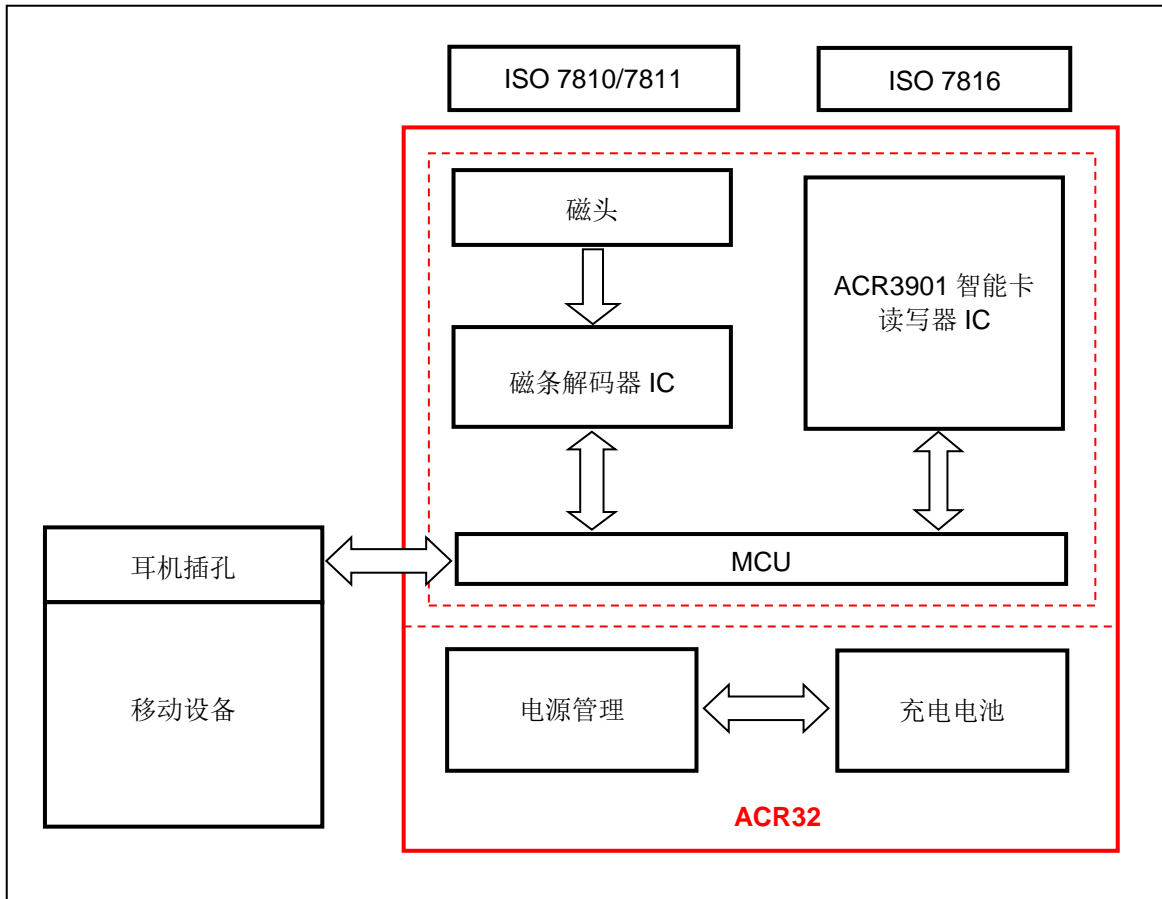 ISO 7810/7811
ISO 7816
磁头
ACR3901 智能卡
读写器 IC
磁条解码器 IC
耳机插孔
MCU
移动设备
电源管理
充电电池
ACR32